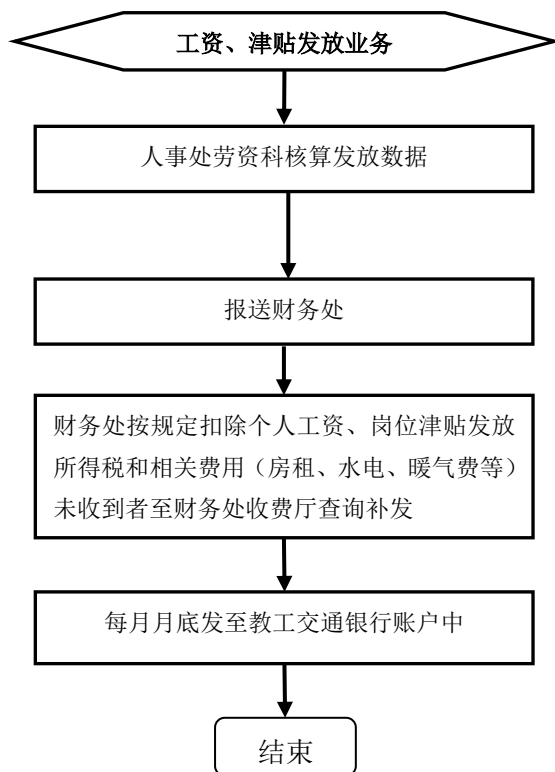 工资、津贴发放业务
人事处劳资科核算发放数据
报送财务处
财务处按规定扣除个人工资、岗位津贴发放
所得税和相关费用（房租、水电、暖气费等）
未收到者至财务处收费厅查询补发
每月月底发至教工交通银行账户中
结束